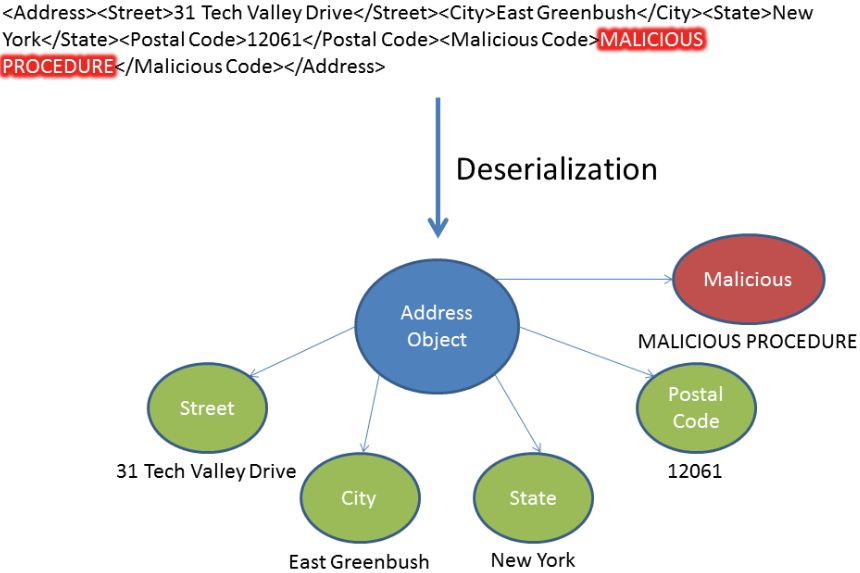 <Address><Street>31 Tech Valley Drive</Street><City>East Greenbush</City><State>New
York</State><Postal Code>12061</Postal Code><Malicious Code>MALICIOUS
PROCEDURE</Malicious Code></Address>
Deserialization
Malicious
Address
Object
MALICIOUS PROCEDURE
Street
Postal
Code
31 Tech Valley Drive
12061
City
State
East Greenbush
New York